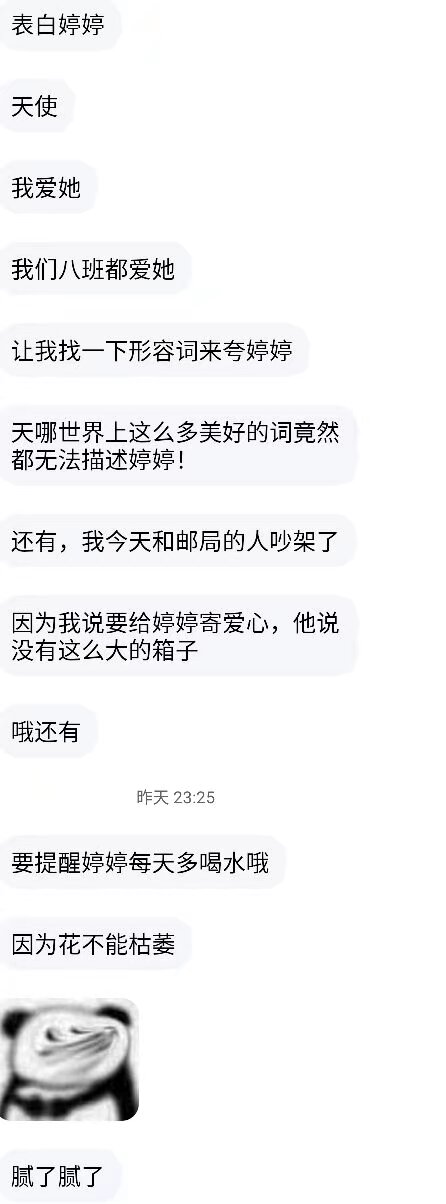 表白婷婷
天使
我爱她
我们八班都爱她
让我找一下形容词来夸婷婷
天哪世界上这么多美好的词竟然
都无法描述婷婷！
还有，我今天和邮局的人吵架了
因为我说要给婷婷寄爱心，他说
没有这么大的箱子
哦还有
昨天 23:25
要提醒婷婷每天多喝水哦
因为花不能枯萎
腻了腻了